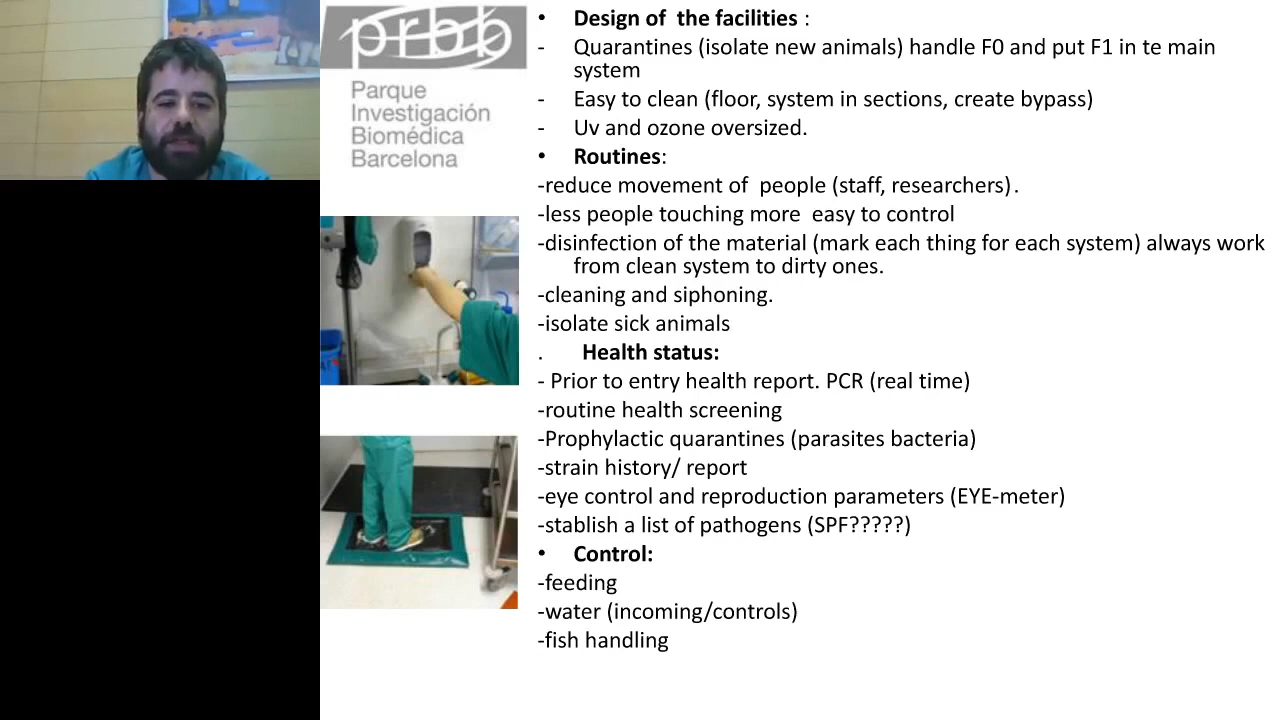 prbb
Parque
Investigación
Biomédica
Barcelona
• Design of the facilities :
- Quarantines (isolate new animals) handle F0 and put F1 in te main
system
- Easy to clean (floor, system in sections, create bypass)
- Uv and ozone oversized.
• Routines:
-reduce movement of people (staff, researchers).
-less people touching more easy to control
-disinfection of the material (mark each thing for each system) always work
from clean system to dirty ones.
-cleaning and siphoning.
-isolate sick animals
. Health status:
- Prior to entry health report. PCR (real time)
-routine health screening
-Prophylactic quarantines (parasites bacteria)
-strain history/ report
-eye control and reproduction parameters (EYE-meter)
-stablish a list of pathogens (SPF?????)
• Control:
-feeding
-water (incoming/controls)
-fish handling